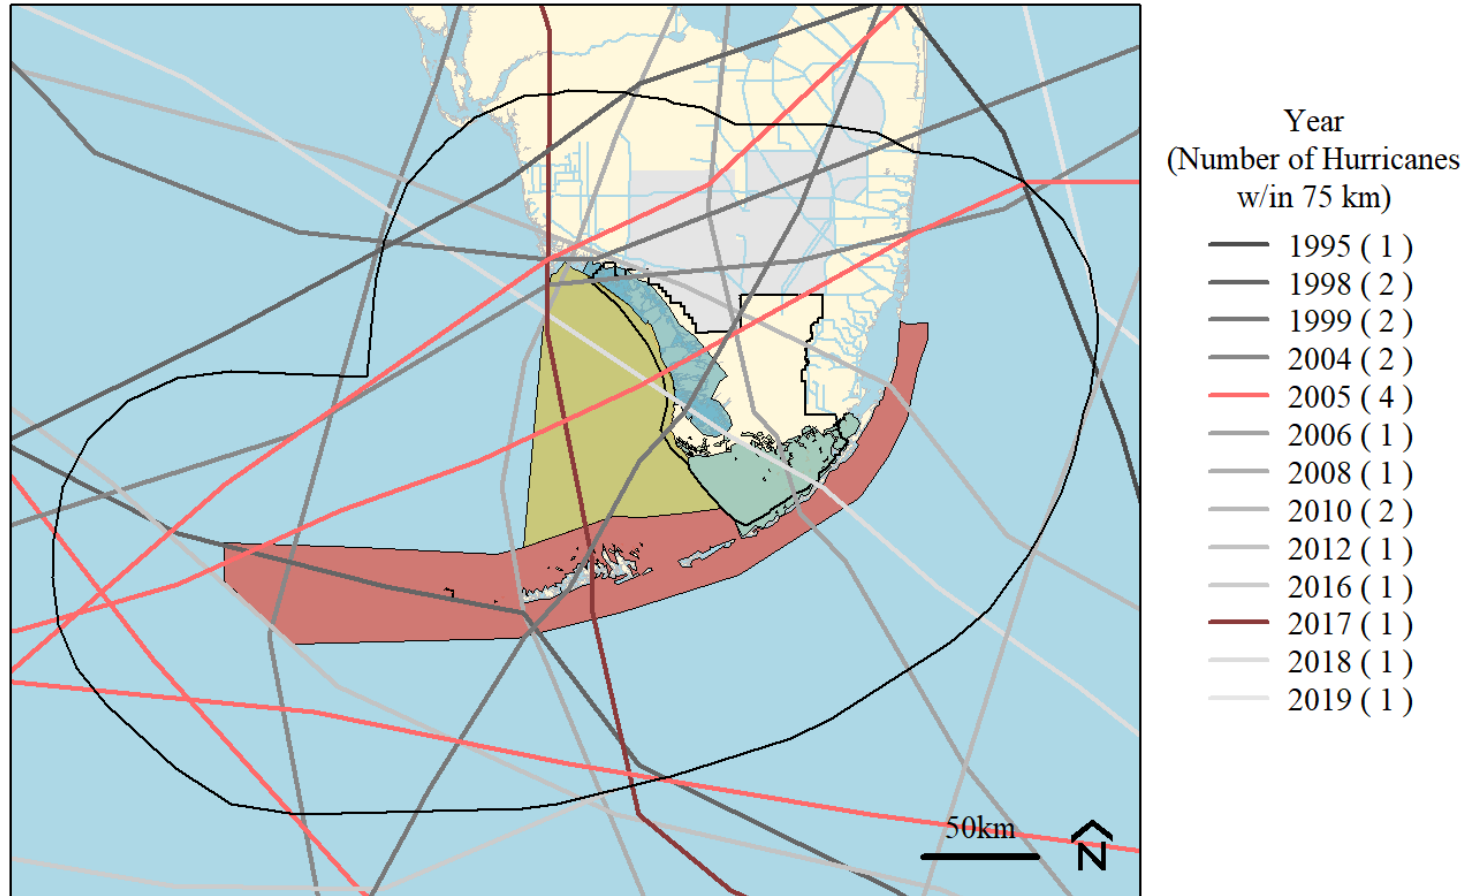 Year
(Number of Hurricanes
w/in 75 km)
1995 ( 1 )
1998 ( 2 )
1999 ( 2 )
2004 ( 2 )
2005 ( 4 )
2006 ( 1 )
2008 ( 1 )
2010 ( 2 )
2012 ( 1 )
2016 ( 1 )
2017 ( 1 )
2018 ( 1 )
2019 ( 1 )
50km
N